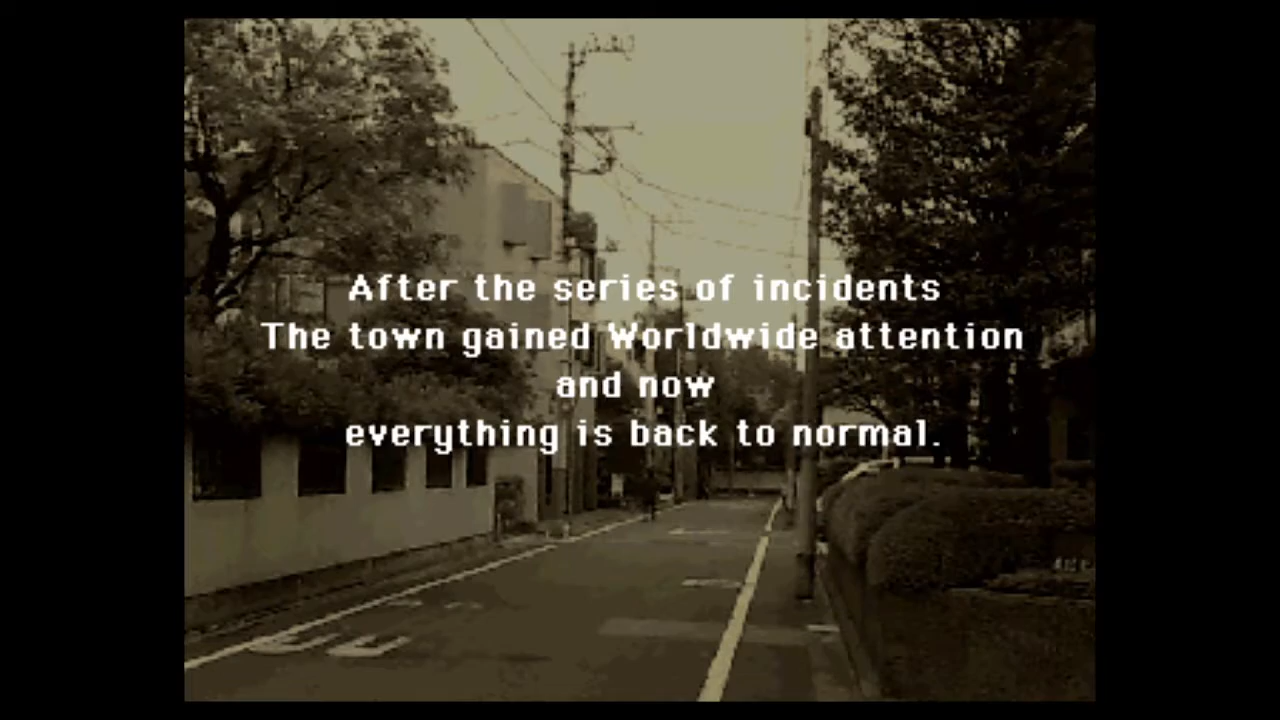 After the series of incidents
The town gained Worldwide attention
and now
everything is back to normal.